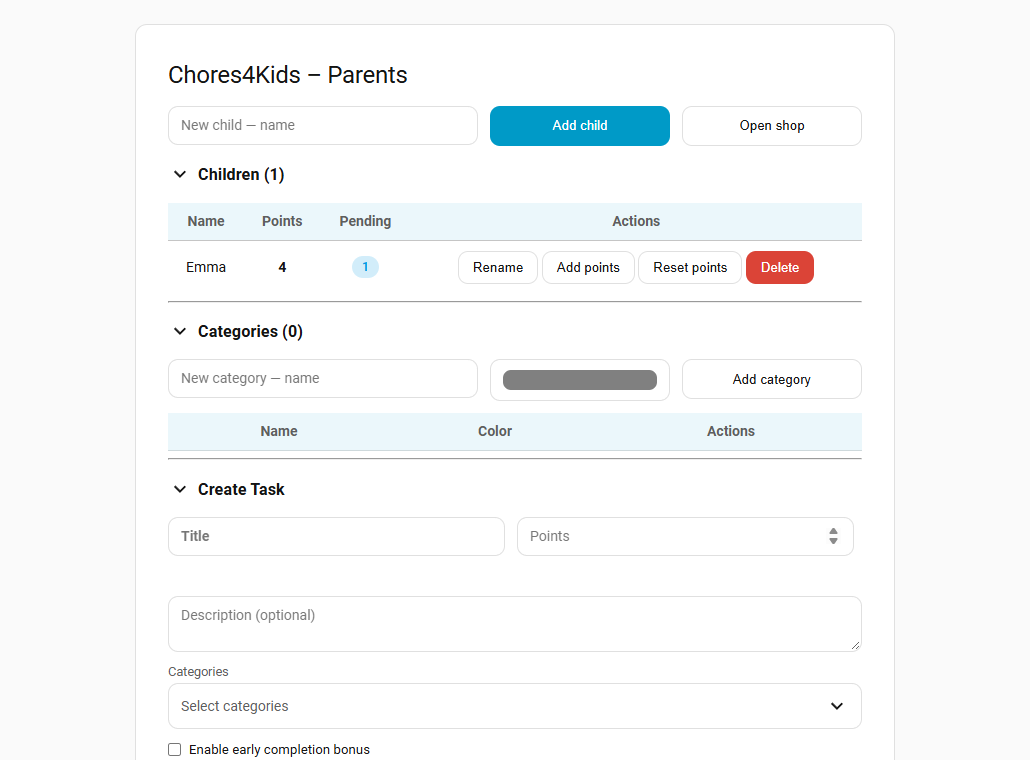 Chores4Kids – Parents
New child — name
Add child
Open shop
Children (1)
Name Points Pending Actions
Emma 4 1 Rename Add points Reset points Delete
Categories (0)
New category — name
Add category
Name Color Actions
Create Task
Title
Points
Description (optional)
Categories
Select categories
Enable early completion bonus